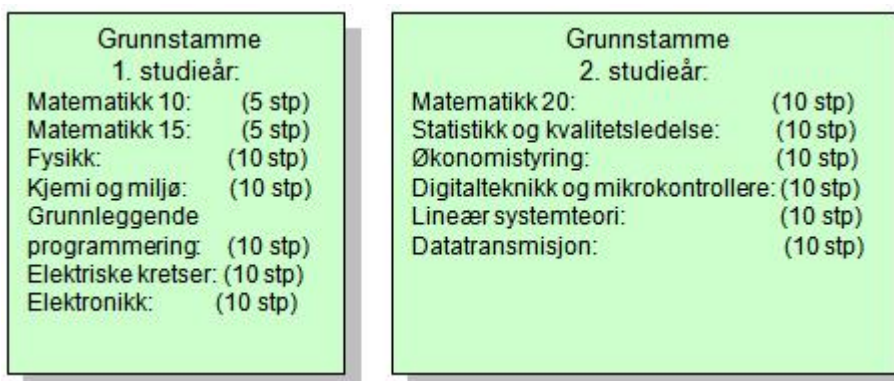 Grunnstamme
1. studieår:
Matematikk 10: (5 stp)
Matematikk 15: (5 stp)
Fysikk: (10 stp)
Kjemi og miljø: (10 stp)
Grunnleggende
programmering: (10 stp)
Elektriske kretser: (10 stp)
Elektronikk: (10 stp)
Grunnstamme
2. studieår:
Matematikk 20: (10 stp)
Statistikk og kvalitetsledelse: (10 stp)
Økonomistyring: (10 stp)
Digitalteknikk og mikrokontrollere: (10 stp)
Lineær systemteori: (10 stp)
Datatransmisjon: (10 stp)